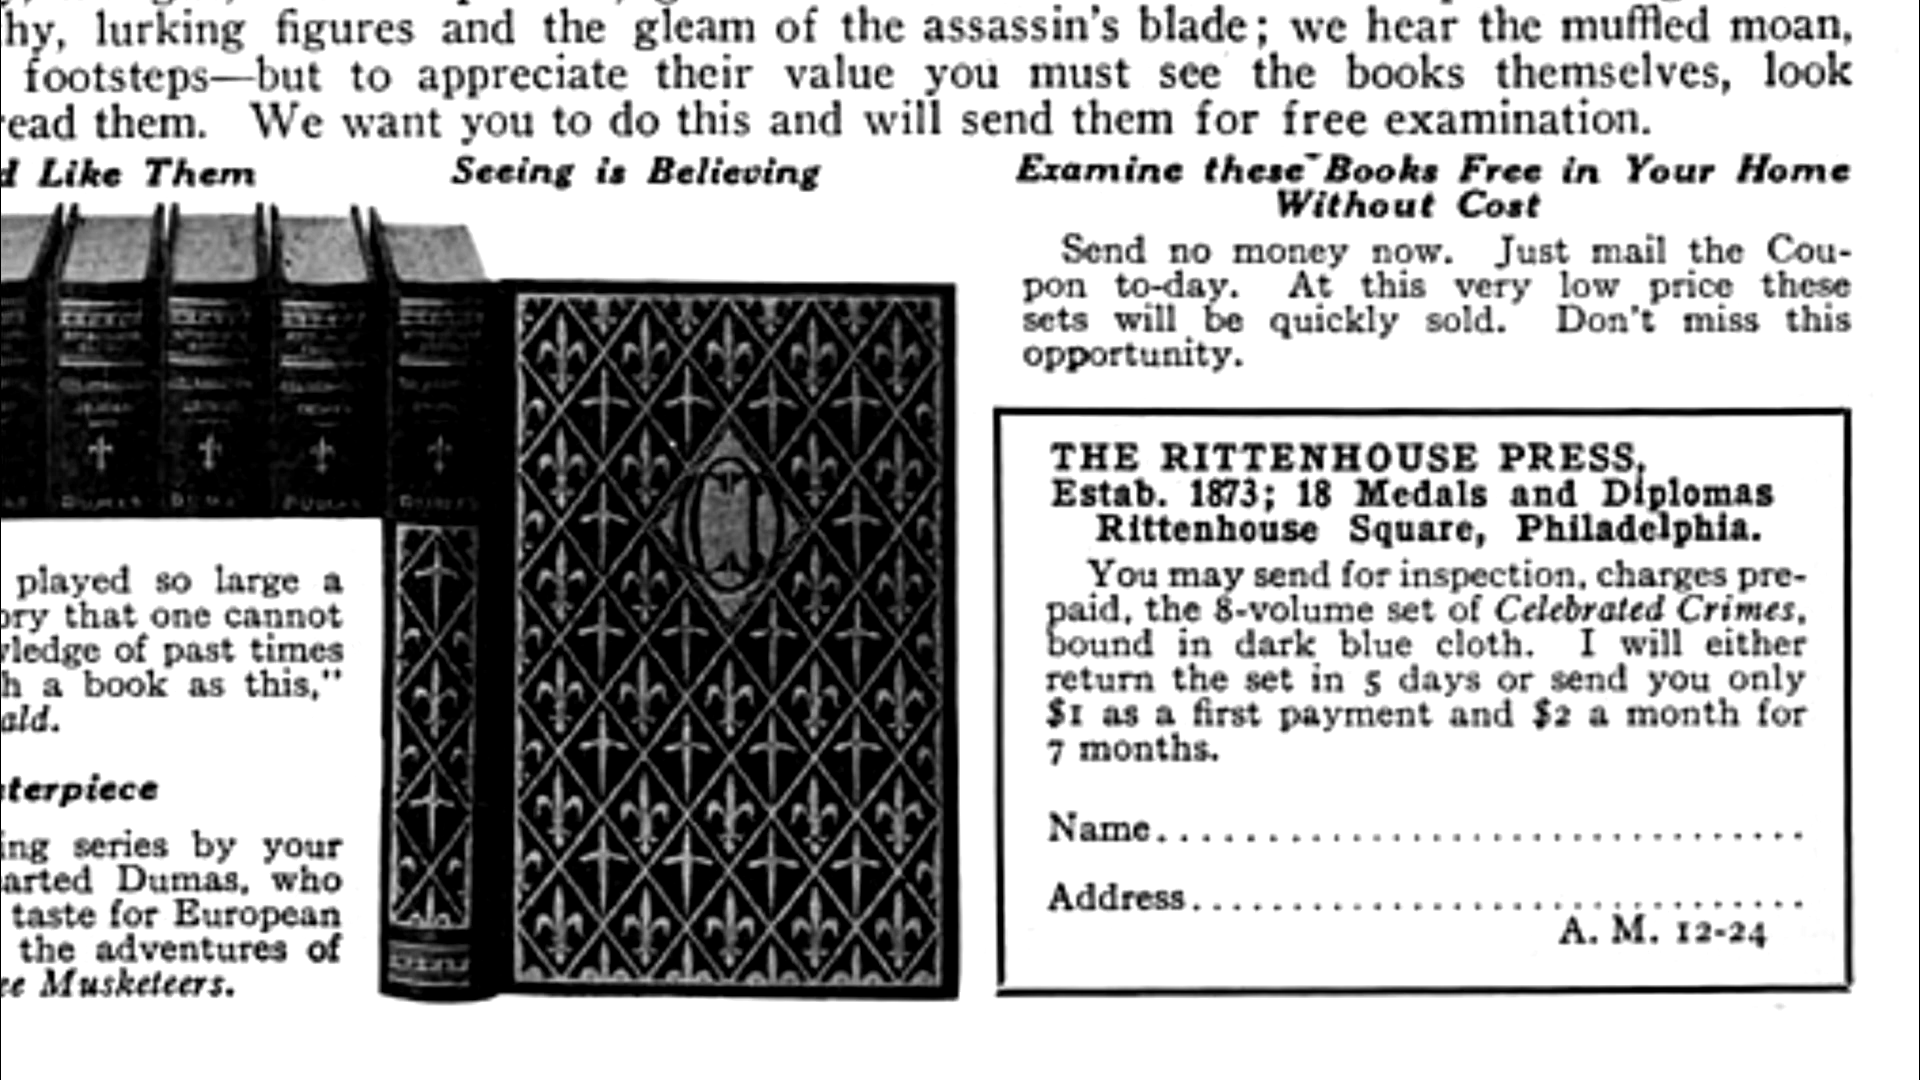 hy, lurking figures and the gleam of the assassin's blade; we hear the muffled moan,
footsteps—but to appreciate their value you must see the books themselves, look
ead them. We want you to do this and will send them for free examination.
d Like Them
Seeing is Believing
played so large a
ory that one cannot
ledge of past times
h a book as this,"
ald.
terpiece
ing series by your
arted Dumas, who
taste for European
the adventures of
ee Musketeers.
Examine these Books Free in Your Home
Without Cost
Send no money now. Just mail the Cou-
pon to-day. At this very low price these
sets will be quickly sold. Don't miss this
opportunity.
THE RITTENHOUSE PRESS,
Estab. 1873; 18 Medals and Diplomas
Rittenhouse Square, Philadelphia.
You may send for inspection, charges pre-
paid, the 8-volume set of Celebrated Crimes,
bound in dark blue cloth. I will either
return the set in 5 days or send you only
$1 as a first payment and $2 a month for
7 months.
Name
Address
A. M. 12-24